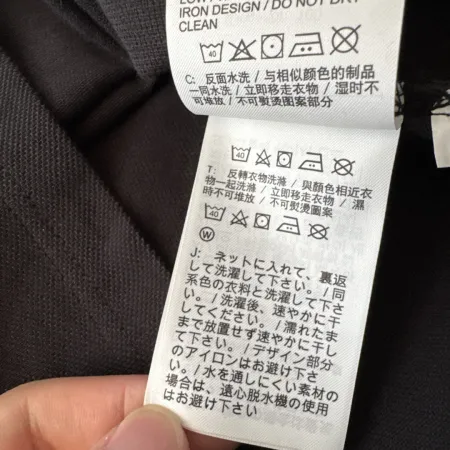 IRON DESIGN / DO NOT DRY
CLEAN
40
C: 反面水洗 / 与相似颜色的制品
一同水洗 / 立即移走衣物 / 湿时不
可堆放 / 不可熨烫图案部分
40
T: 反轉衣物洗滌 / 與顏色相近衣
物一起洗滌 / 立即移走衣物 / 濕
時不可堆放 / 不可熨燙圖案
40
W
J: ネットに入れて、裏返
して洗濯して下さい。/ 同
系色の衣料と洗濯して下さ
い。/ 洗濯後、速やかに干
してください。/ 濡れたま
まで放置せず速やかに干し
て下さい。/ デザイン部分
のアイロンはお避け下さ
い。/ 水を通しにくい素材の
場合は、遠心脱水機の使用
はお避け下さい